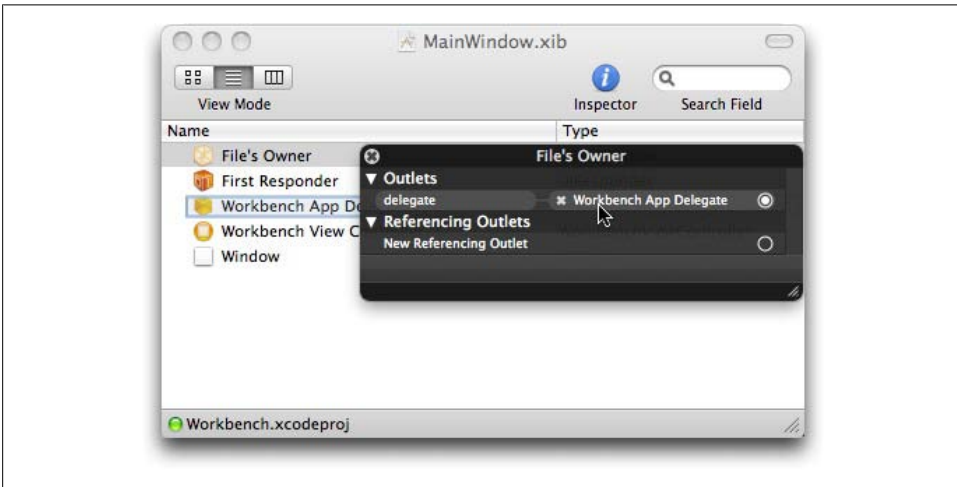 MainWindow.xib
View Mode
Inspector
Search Field
Name
Type
File's Owner
First Responder
Workbench App De
Workbench View C
Window
File's Owner
Outlets
delegate
Workbench App Delegate
Referencing Outlets
New Referencing Outlet
Workbench.xcodeproj